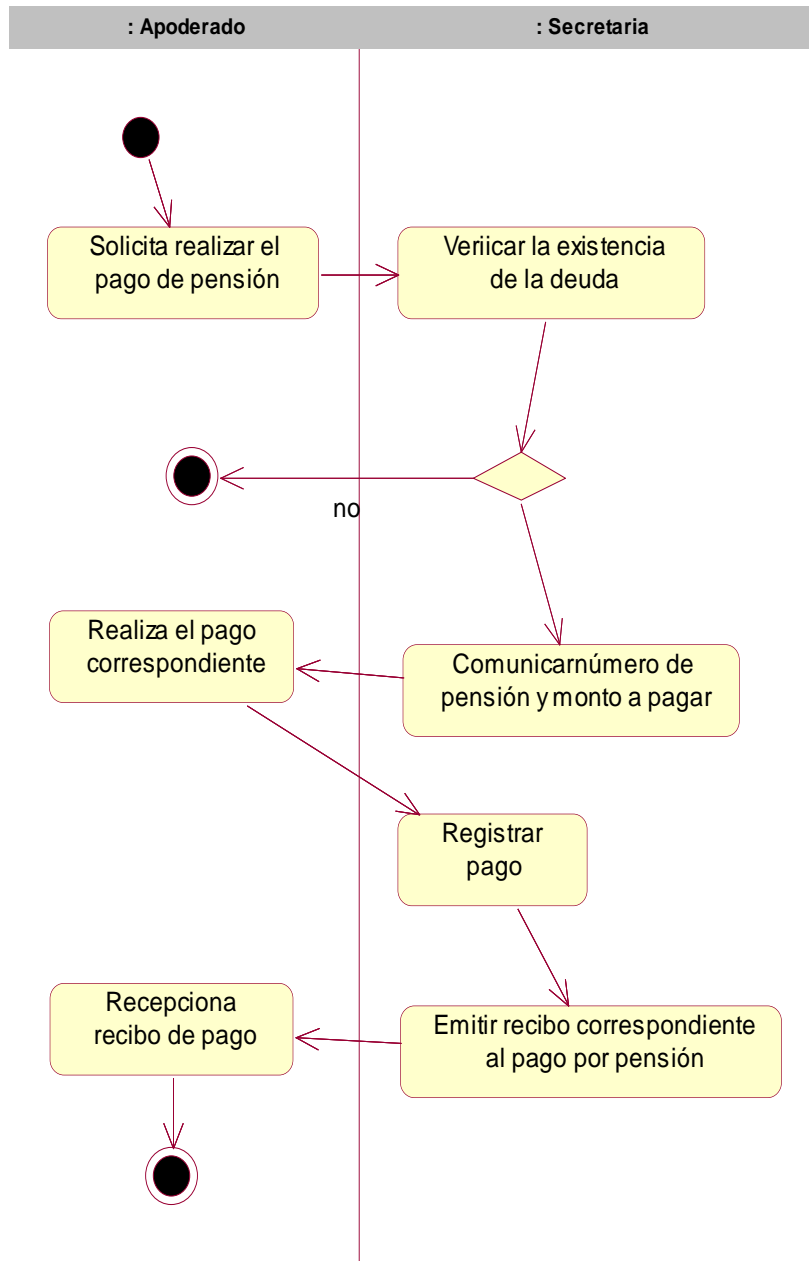 : Apoderado
: Secretaria
Solicita realizar el
pago de pensión
Veriicar la existencia
de la deuda
no
Realiza el pago
correspondiente
Comunicarnúmero de
pensión y monto a pagar
Registrar
pago
Recepciona
recibo de pago
Emitir recibo correspondiente
al pago por pensión